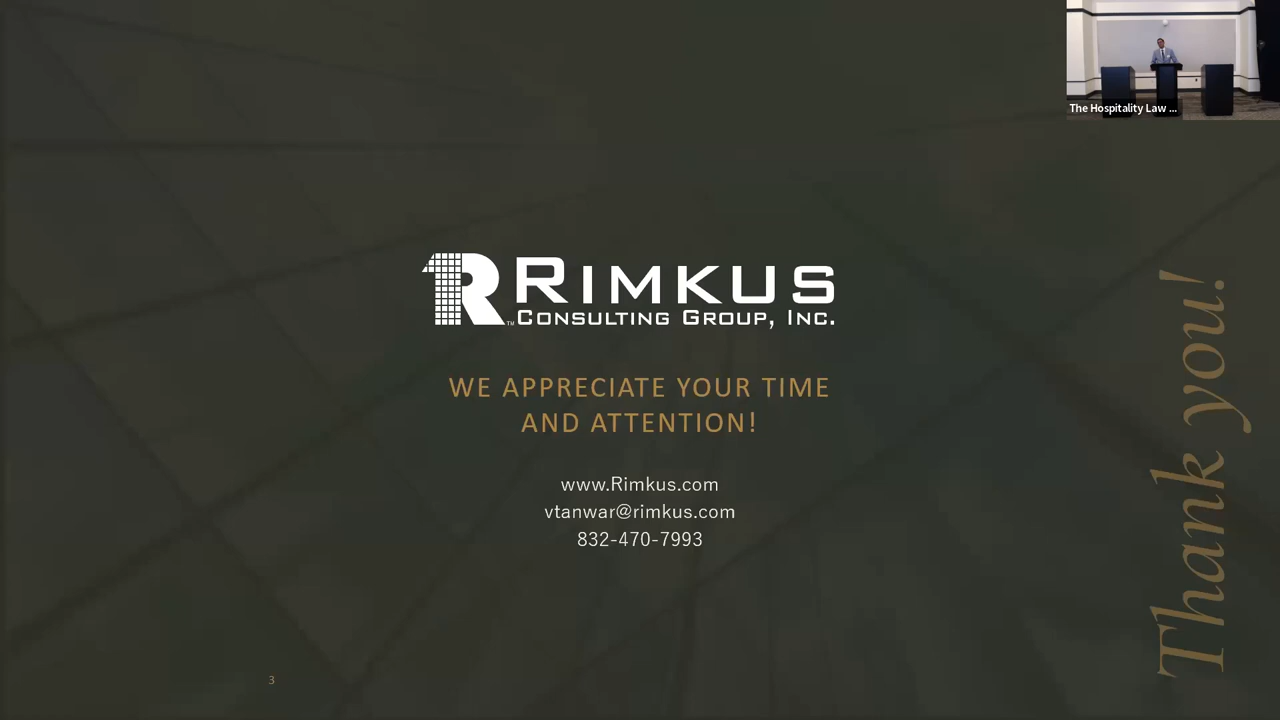 The Hospitality Law ...
RIMKUS
CONSULTING GROUP, INC.
TM
WE APPRECIATE YOUR TIME
AND ATTENTION!
www.Rimkus.com
vtanwar@rimkus.com
832-470-7993
Thank you!
3